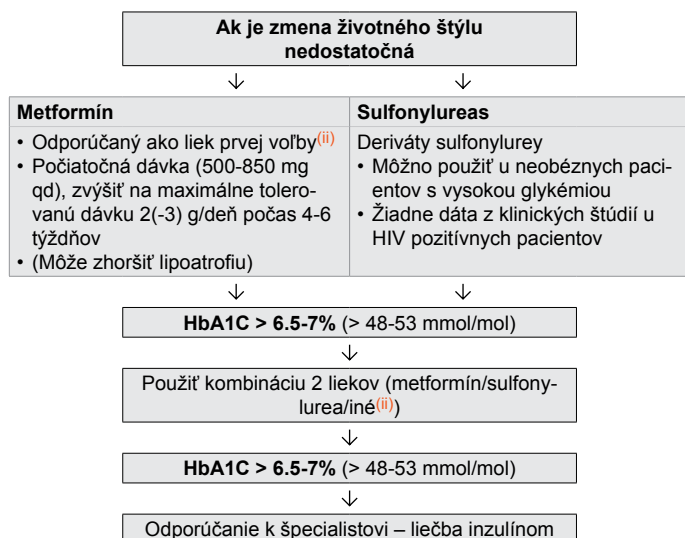 Ak je zmena životného štýlu
nedostatočná
Metformín
• Odporúčaný ako liek prvej voľby(ii)
• Počiatočná dávka (500-850 mg
qd), zvýšiť na maximálne tolero-
vanú dávku 2(-3) g/deň počas 4-6
týždňov
• (Môže zhoršiť lipoatrofiu)
Sulfonylureas
Deriváty sulfonylurey
• Môžno použiť u neobéznych paci-
entov s vysokou glykémiou
• Žiadne dáta z klinických štúdií u
HIV pozitívnych pacientov
HbA1C > 6.5-7% (> 48-53 mmol/mol)
Použiť kombináciu 2 liekov (metformín/sulfony-
lurea/iné(ii))
HbA1C > 6.5-7% (> 48-53 mmol/mol)
Odporúčanie k špecialistovi – liečba inzulínom